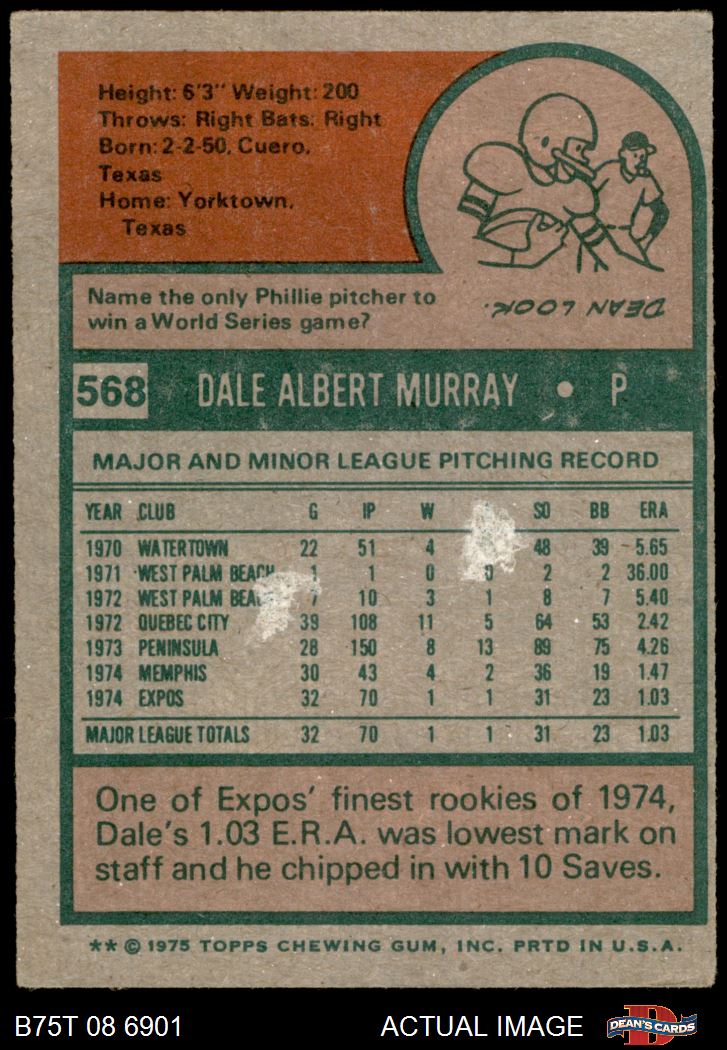 Height: 6'3" Weight: 200
Throws: Right Bats: Right
Born: 2-2-50, Cuero,
Texas
Home: Yorktown,
Texas
Name the only Phillie pitcher to
win a World Series game?
DEAN LOOK.
568 DALE ALBERT MURRAY • P
MAJOR AND MINOR LEAGUE PITCHING RECORD
YEAR CLUB G IP W SO BB ERA
1970 WATERTOWN 22 51 4 48 39 5.65
1971 WEST PALM BEACH 1 1 0 0 2 2 36.00
1972 WEST PALM 7 10 3 1 8 7 5.40
1972 QUEBEC CITY 39 108 11 5 64 53 2.42
1973 PENINSULA 28 150 8 13 89 75 4.26
1974 MEMPHIS 30 43 4 2 36 19 1.47
1974 EXPOS 32 70 1 1 31 23 1.03
MAJOR LEAGUE TOTALS 32 70 1 1 31 23 1.03
One of Expos' finest rookies of 1974,
Dale's 1.03 E.R.A. was lowest mark on
staff and he chipped in with 10 Saves.
** © 1975 TOPPS CHEWING GUM, INC. PRTD IN U.S.A.
B75T 08 6901 ACTUAL IMAGE DEAN'S CARDS